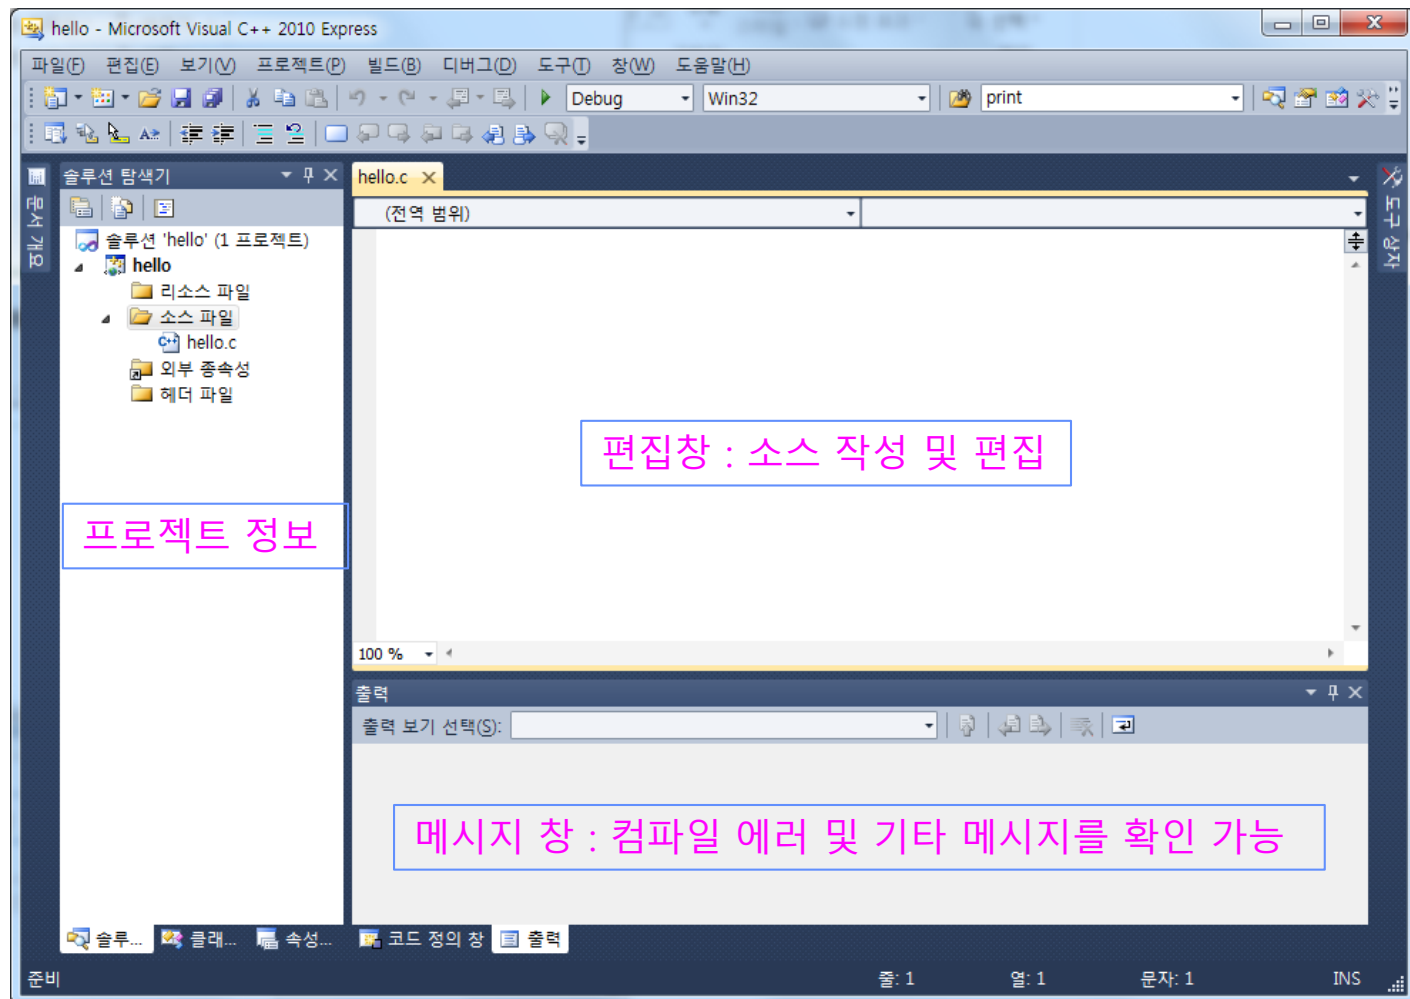 hello - Microsoft Visual C++ 2010 Express
파일(F) 편집(E) 보기(V) 프로젝트(P) 빌드(B) 디버그(D) 도구(T) 창(W) 도움말(H)
Debug Win32 print
문서 개요
솔루션 탐색기
솔루션 'hello' (1 프로젝트)
hello
리소스 파일
소스 파일
hello.c
외부 종속성
헤더 파일
프로젝트 정보
솔루... 클래... 속성...
hello.c
(전역 범위)
편집창 : 소스 작성 및 편집
100 %
출력
출력 보기 선택(S):
메시지 창 : 컴파일 에러 및 기타 메시지를 확인 가능
코드 정의 창 출력
도구 상자
준비 줄: 1 열: 1 문자: 1 INS